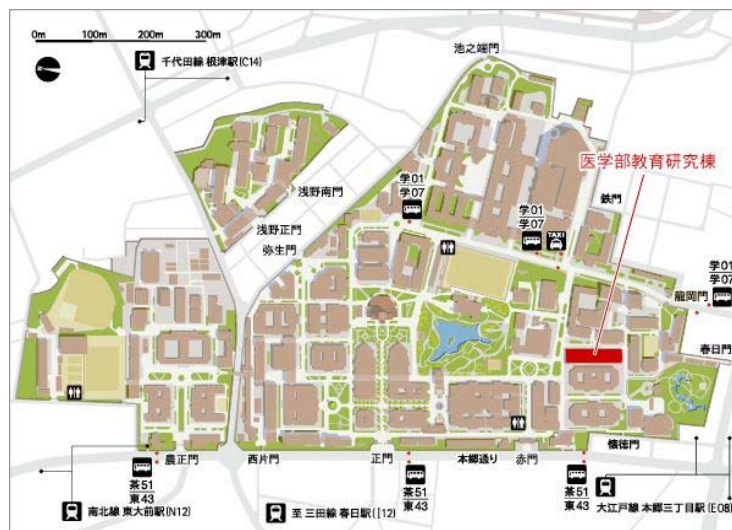 0m 100m 200m 300m
千代田線 根津駅(C14)
池之端門
医学部教育研究棟
浅野南門
学01
学07
学01
学07
TAXI
鉄門
浅野正門
弥生門
学01
学07
龍岡門
春日門
農正門
西片門
正門
本郷通り
赤門
懐徳門
茶51
東43
茶51
東43
茶51
東43
南北線 東大前駅(N12)
至 三田線 春日駅(I12)
大江戸線 本郷三丁目駅(E08)